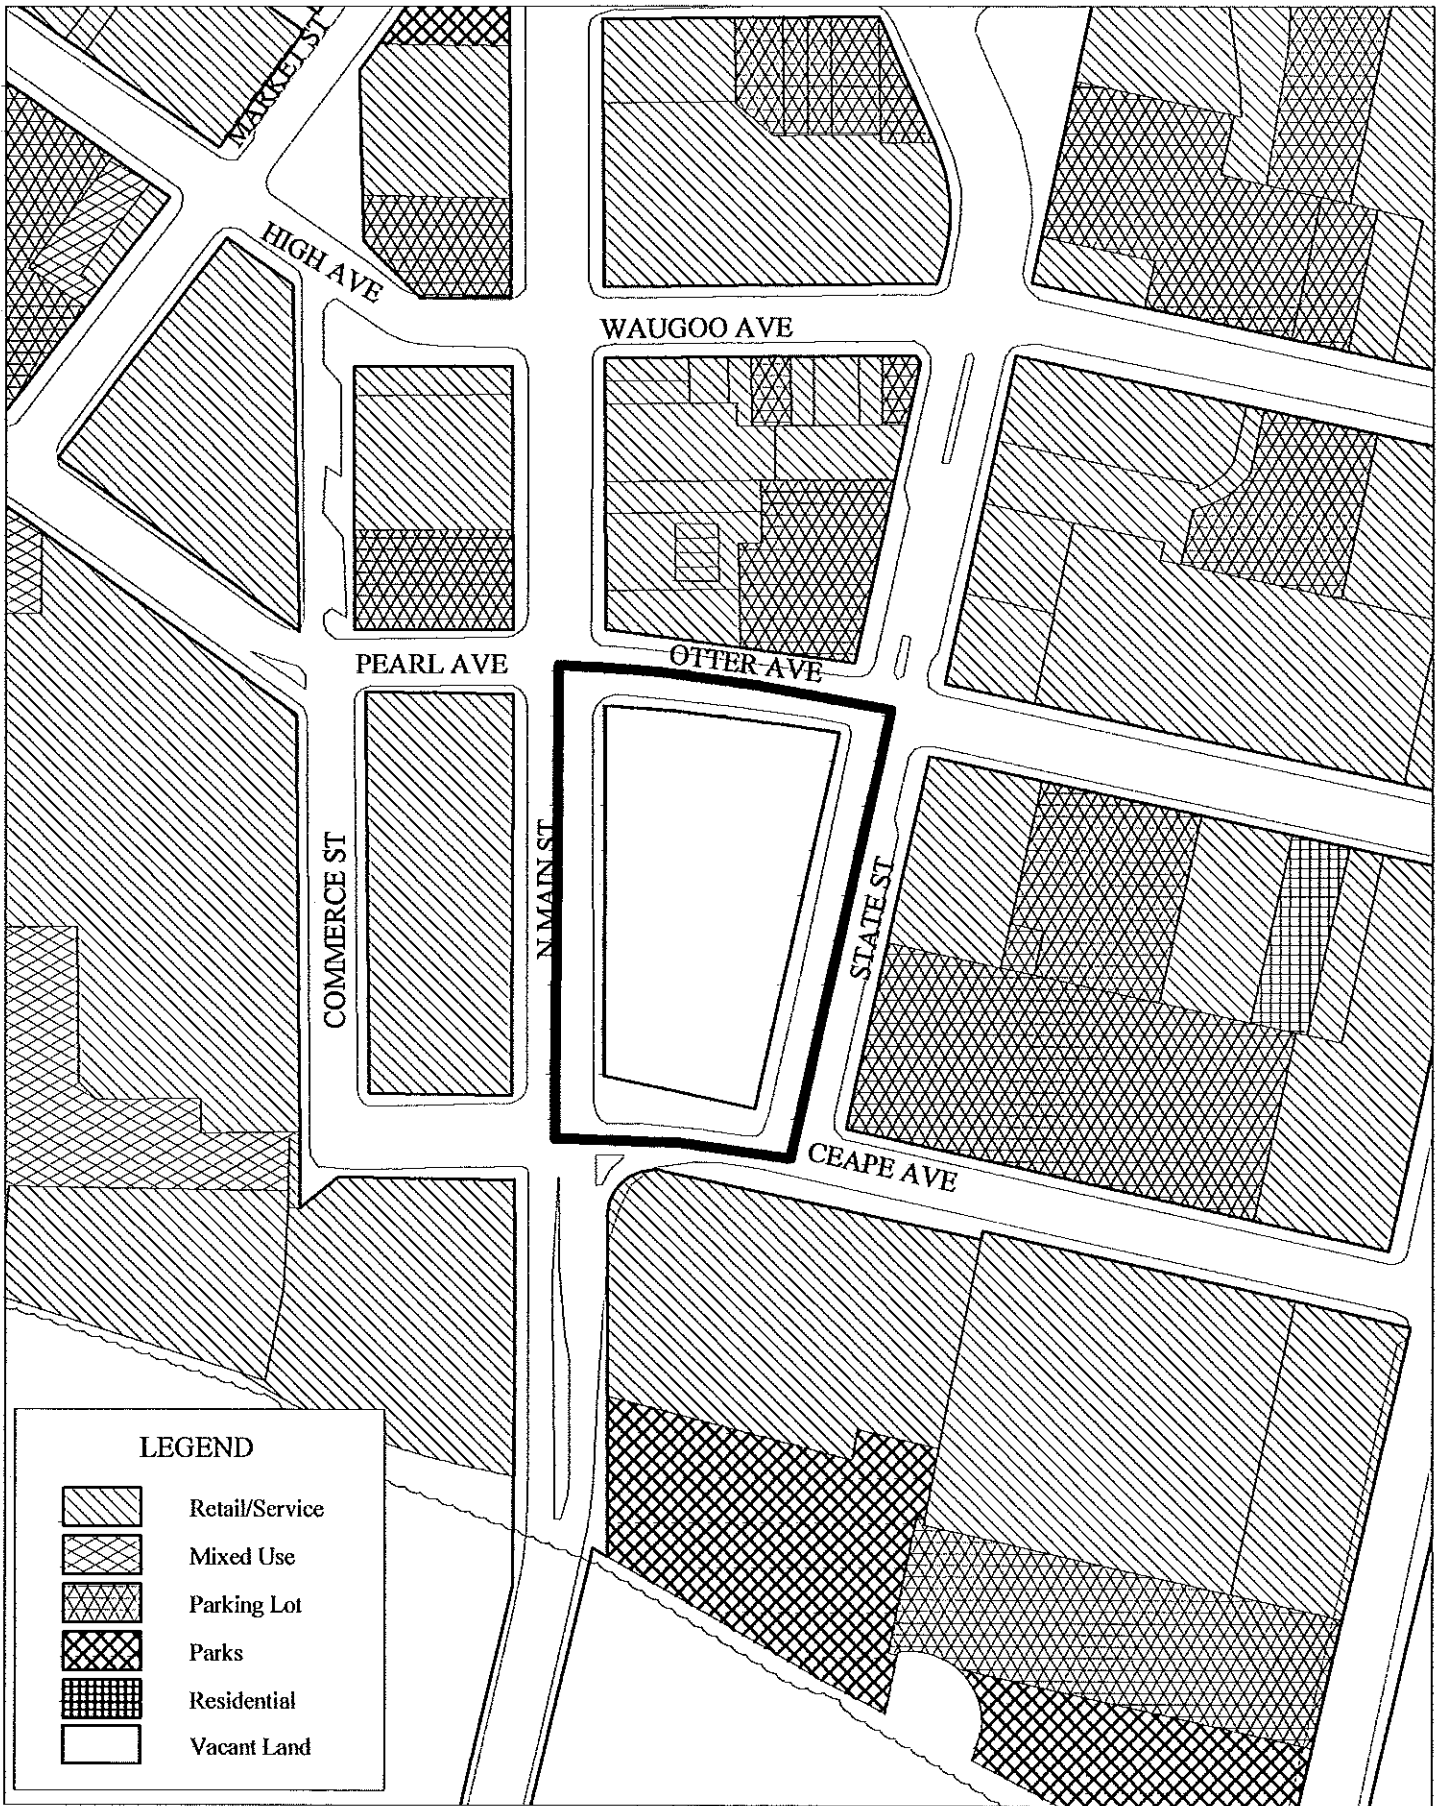 MARKET ST
HIGH AVE
WAUGOO AVE
PEARL AVE
OTTER AVE
COMMERCE ST
N MAIN ST
STATE ST
CEAPE AVE
LEGEND
Retail/Service
Mixed Use
Parking Lot
Parks
Residential
Vacant Land